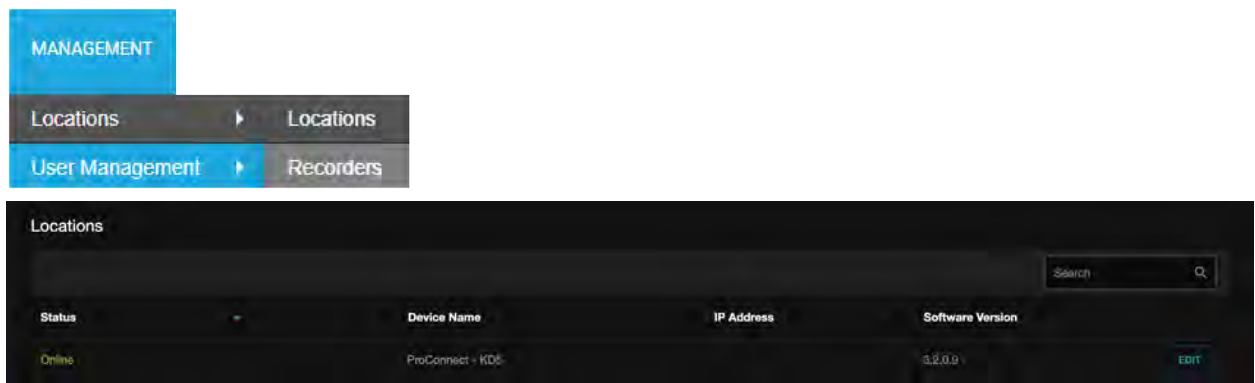 MANAGEMENT
Locations Locations
User Management Recorders
Locations
Search
Status Device Name IP Address Software Version
Online ProConnect - KD5 3.2.0.9 EDIT